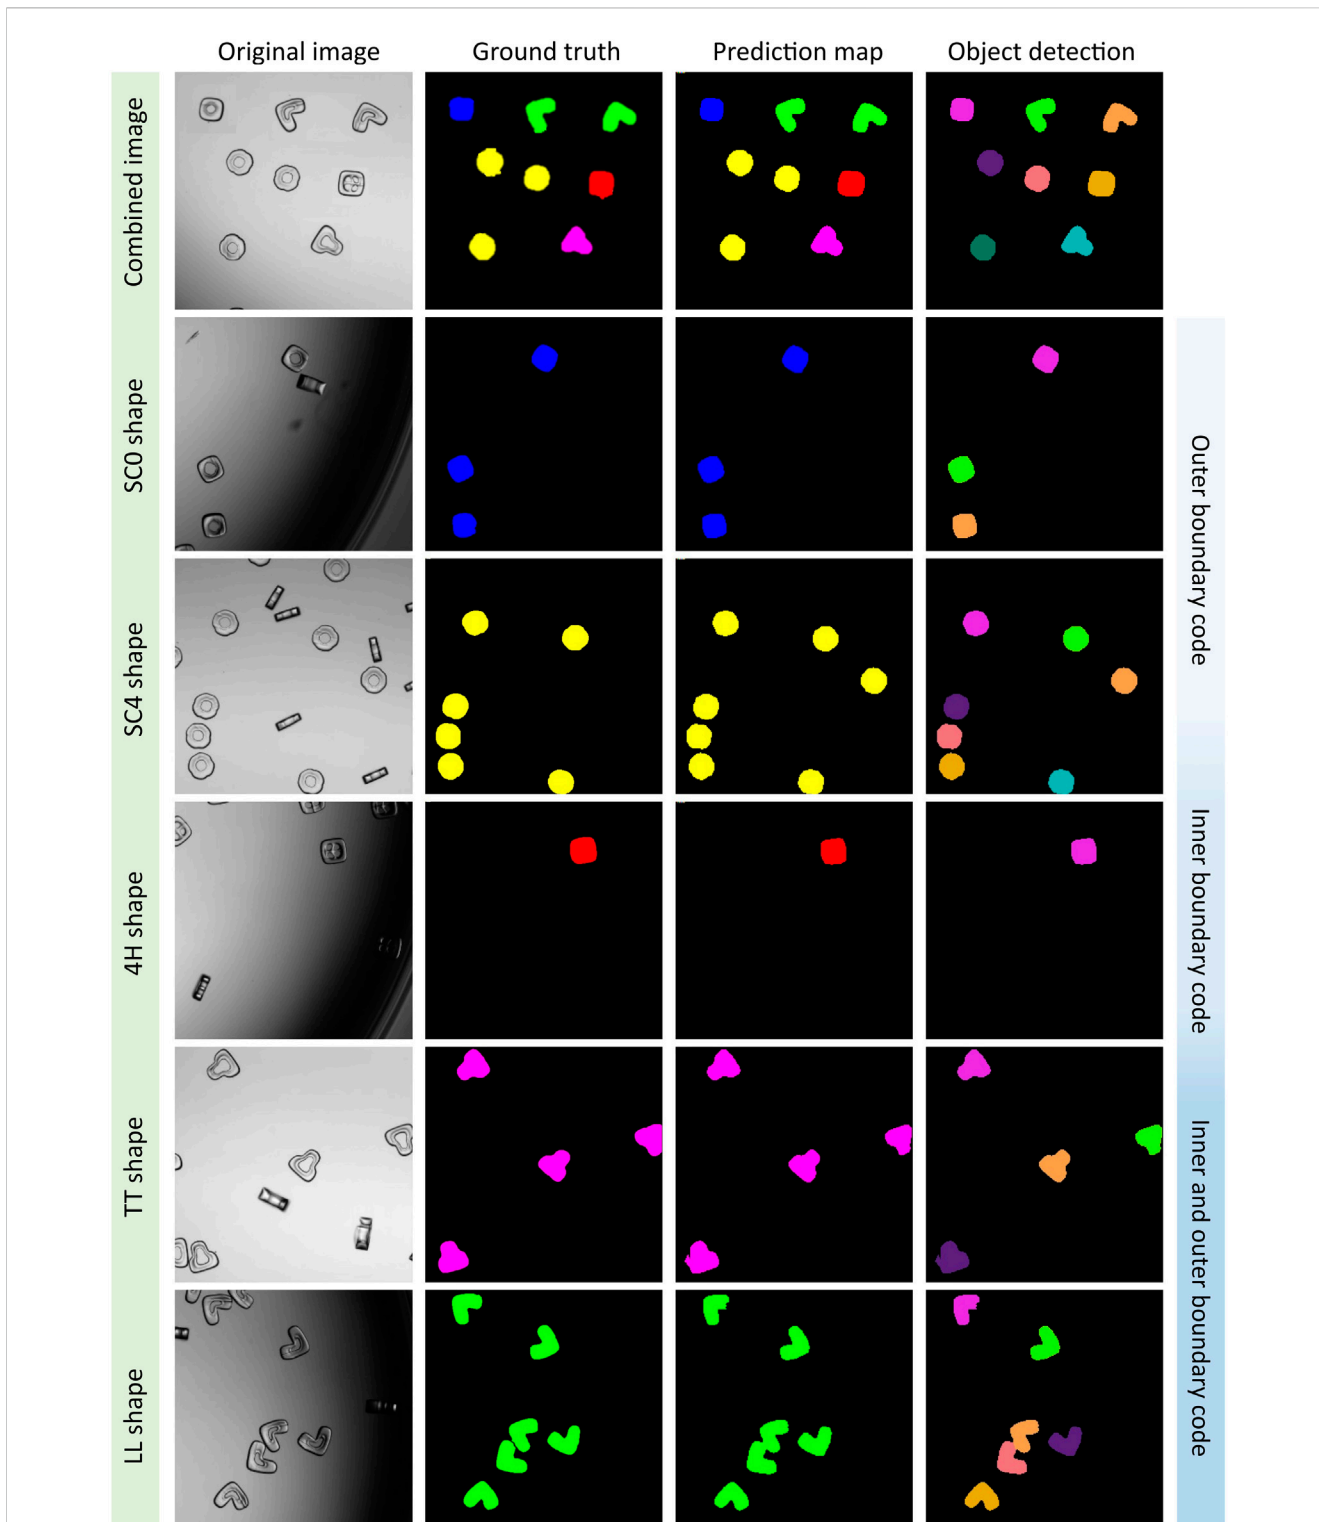 Original image
Ground truth
Prediction map
Object detection
Combined image
SC0 shape
SC4 shape
4H shape
TT shape
LL shape
Outer boundary code
Inner boundary code
Inner and outer boundary code